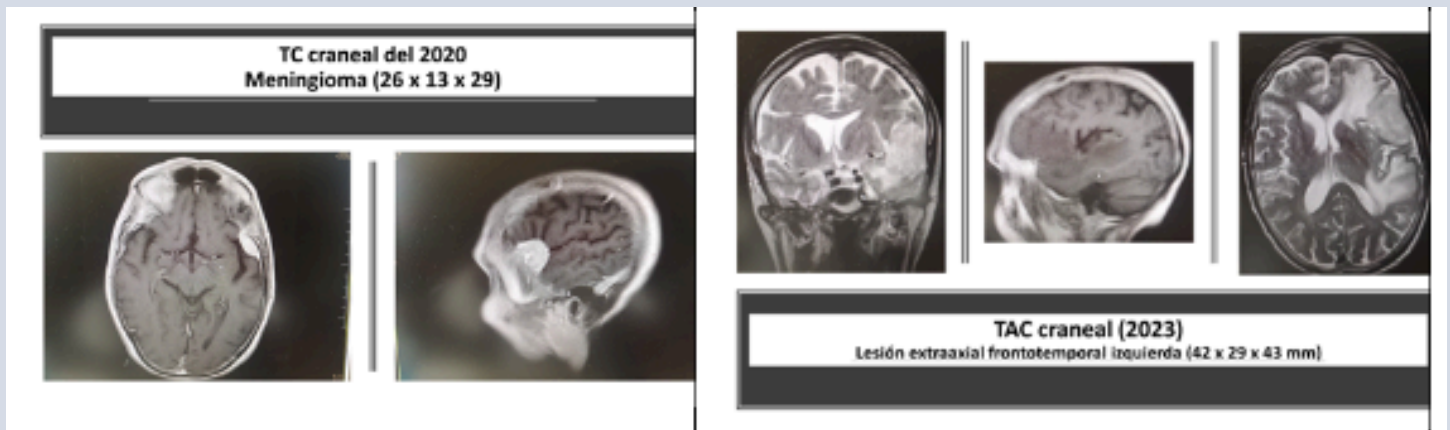 TC craneal del 2020
Meningioma (26 x 13 x 29)
TAC craneal (2023)
Lesión extraaxial frontotemporal izquierda (42 x 29 x 43 mm)